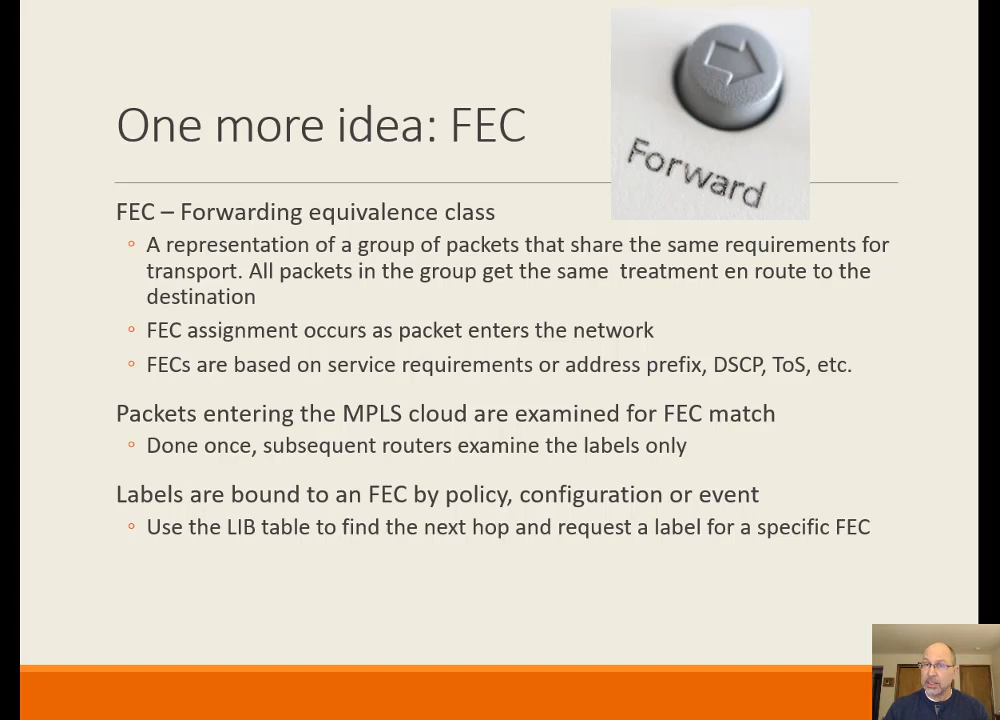 One more idea: FEC
Forward
FEC – Forwarding equivalence class
A representation of a group of packets that share the same requirements for
transport. All packets in the group get the same  treatment en route to the
destination
FEC assignment occurs as packet enters the network
FECs are based on service requirements or address prefix, DSCP, ToS, etc.
Packets entering the MPLS cloud are examined for FEC match
Done once, subsequent routers examine the labels only
Labels are bound to an FEC by policy, configuration or event
Use the LIB table to find the next hop and request a label for a specific FEC